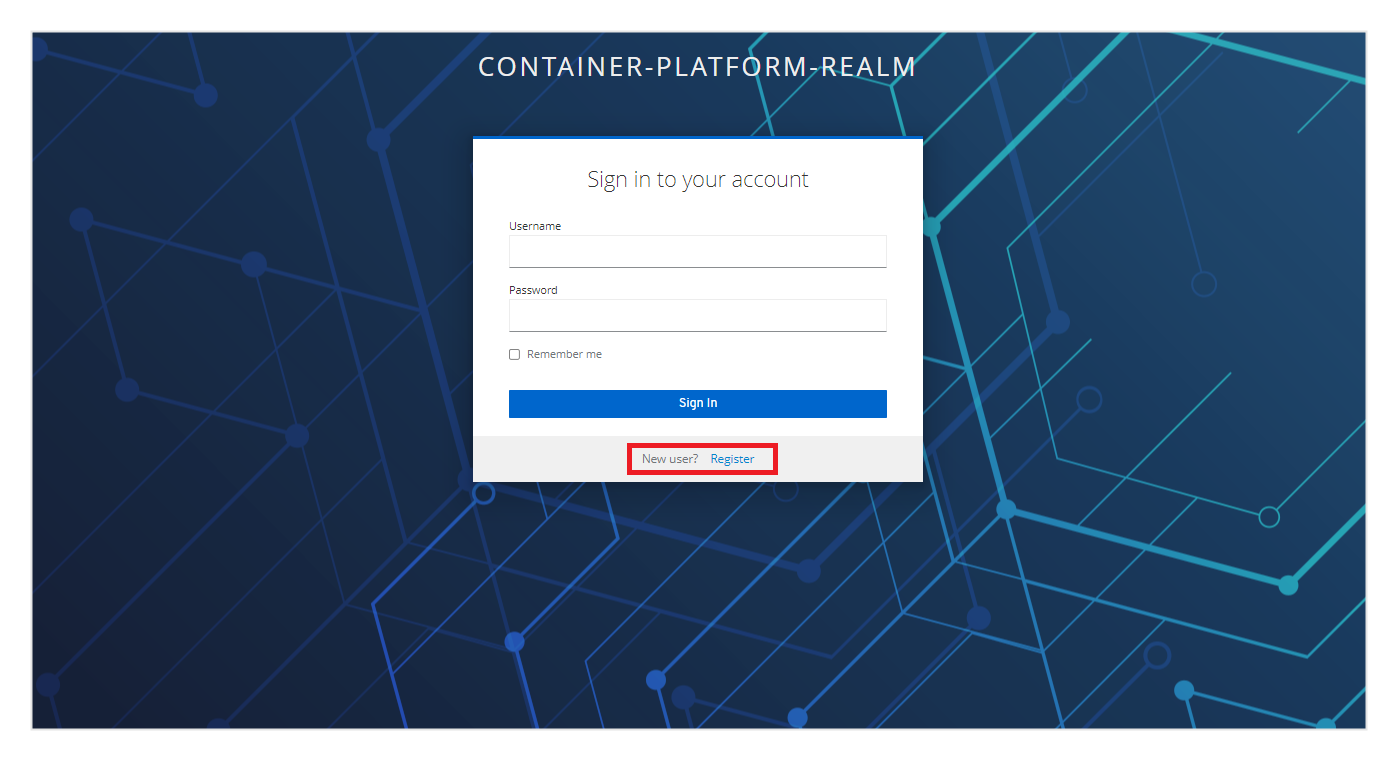 CONTAINER-PLATFORM-REALM
Sign in to your account
Username
Password
Remember me
Sign In
New user? Register